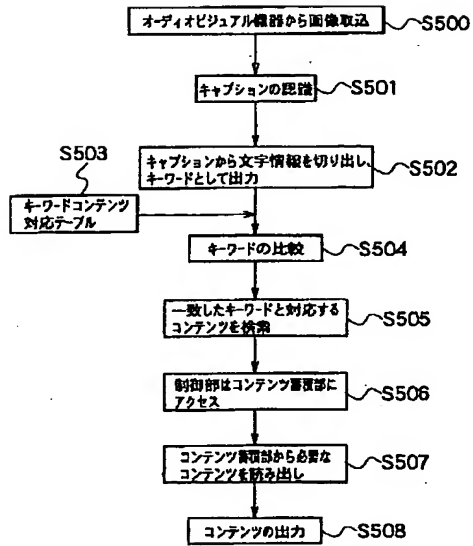 オーディオビジュアル機器から画像取込
S500
キャプションの認識
S501
S503
キャプションから文字情報を切り出し、
キーワードとして出力
S502
キーワードコンテンツ
対応テーブル
キーワードの比較
S504
一致したキーワードと対応する
コンテンツを検索
S505
制御部はコンテンツ蓄積部に
アクセス
S506
コンテンツ蓄積部から必要な
コンテンツを読み出し
S507
コンテンツの出力
S508